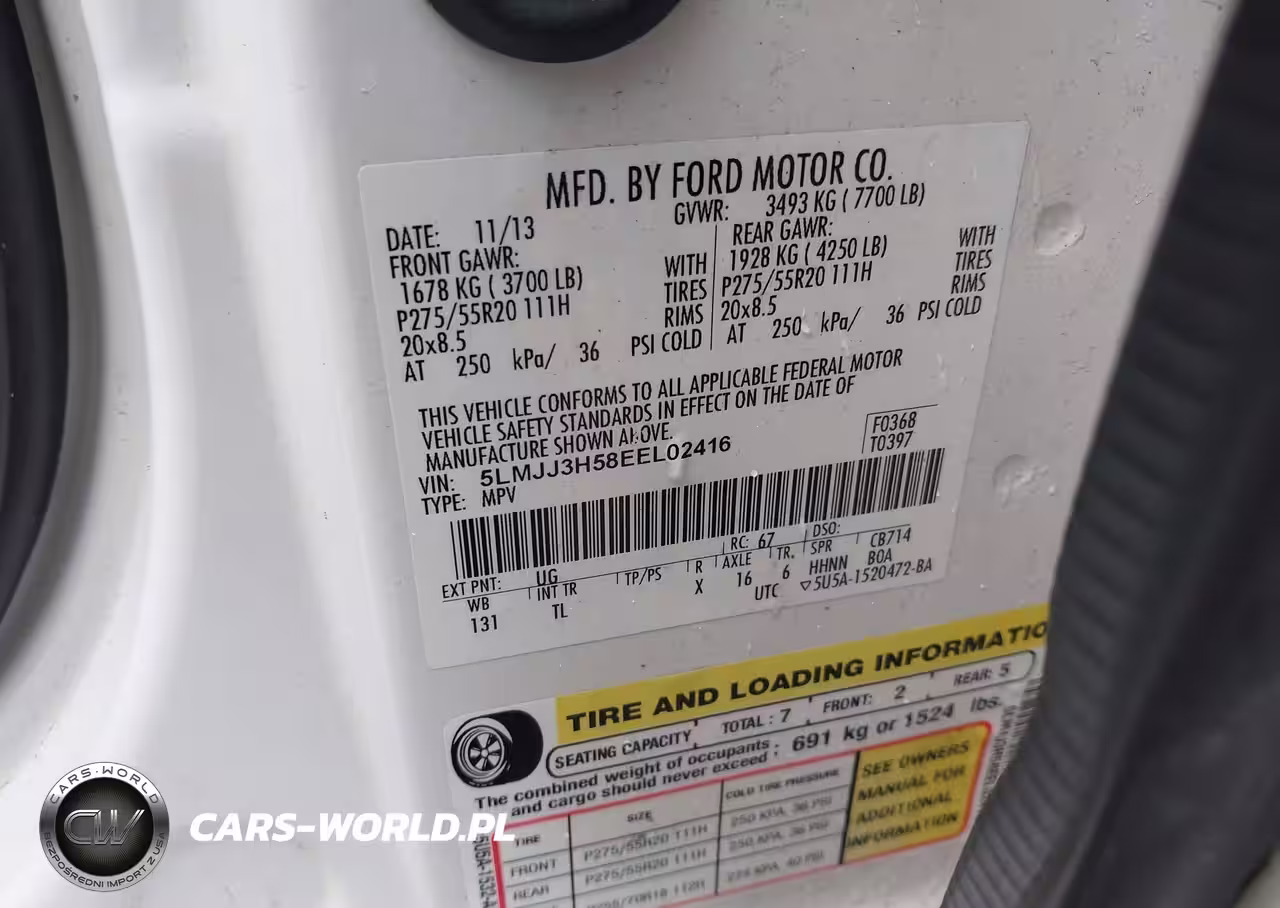 MFD. BY FORD MOTOR CO.
DATE: 11/13
GVWR: 3493 KG ( 7700 LB)
FRONT GAWR:
1678 KG ( 3700 LB) WITH
P275/55R20 111H TIRES
20x8.5 RIMS
AT 250 kPa/ 36 PSI COLD
REAR GAWR:
1928 KG ( 4250 LB) WITH
P275/55R20 111H TIRES
20x8.5 RIMS
AT 250 kPa/ 36 PSI COLD
THIS VEHICLE CONFORMS TO ALL APPLICABLE FEDERAL MOTOR
VEHICLE SAFETY STANDARDS IN EFFECT ON THE DATE OF
MANUFACTURE SHOWN ABOVE.
F0368
T0397
VIN: 5LMJJ3H58EEL02416
TYPE: MPV
EXT PNT: UG RC: 67 DSO:
WB INT TR TP/PS R AXLE TR. SPR CB714
131 TL X 16 6 HHNN B0A
UTC ▽5U5A-1520472-BA
TIRE AND LOADING INFORMATIO
SEATING CAPACITY TOTAL : 7 FRONT: 2 REAR: 5
The combined weight of occupants : 691 kg or 1524 lbs.
and cargo should never exceed
TIRE SIZE COLD TIRE PRESSURE
FRONT P275/55R20 111H 250 KPA, 36 PSI
REAR P275/55R20 111H 250 KPA, 36 PSI
SEE OWNERS
MANUAL FOR
ADDITIONAL
INFORMATION
CARS-WORLD
CW
BEZPOŚREDNI IMPORT Z USA
CARS-WORLD.PL